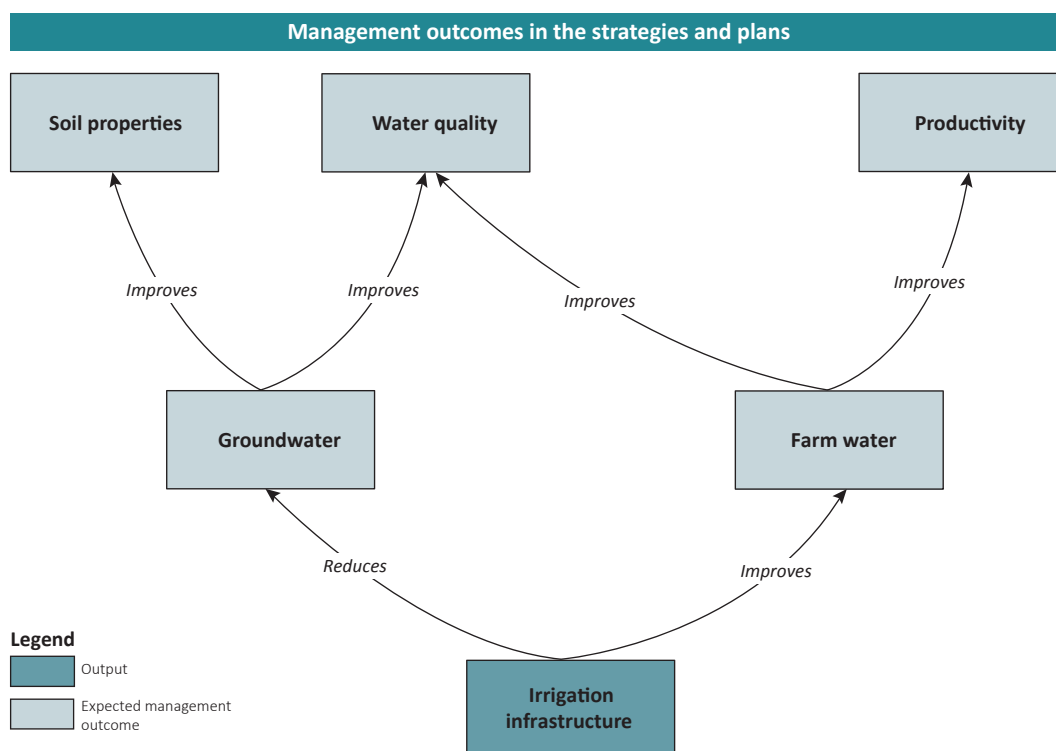 Management outcomes in the strategies and plans
Soil properties
Water quality
Productivity
Improves
Improves
Improves
Improves
Groundwater
Farm water
Reduces
Improves
Legend
Output
Expected management
outcome
Irrigation
infrastructure